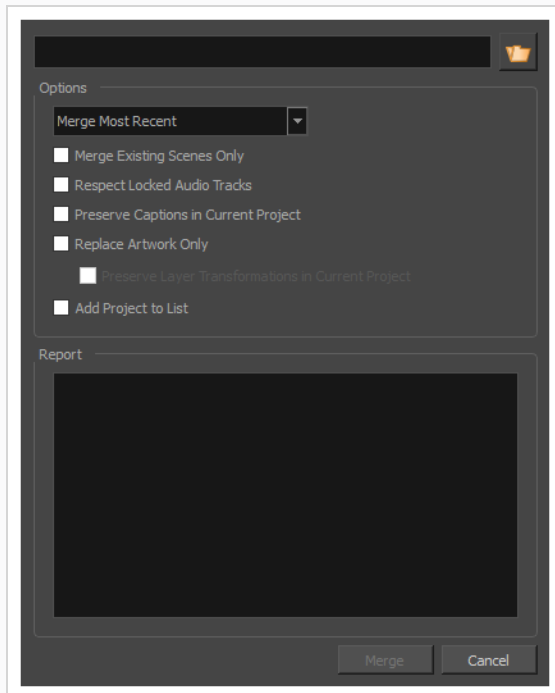 Options
Merge Most Recent
Merge Existing Scenes Only
Respect Locked Audio Tracks
Preserve Captions in Current Project
Replace Artwork Only
Preserve Layer Transformations in Current Project
Add Project to List
Report
Merge Cancel